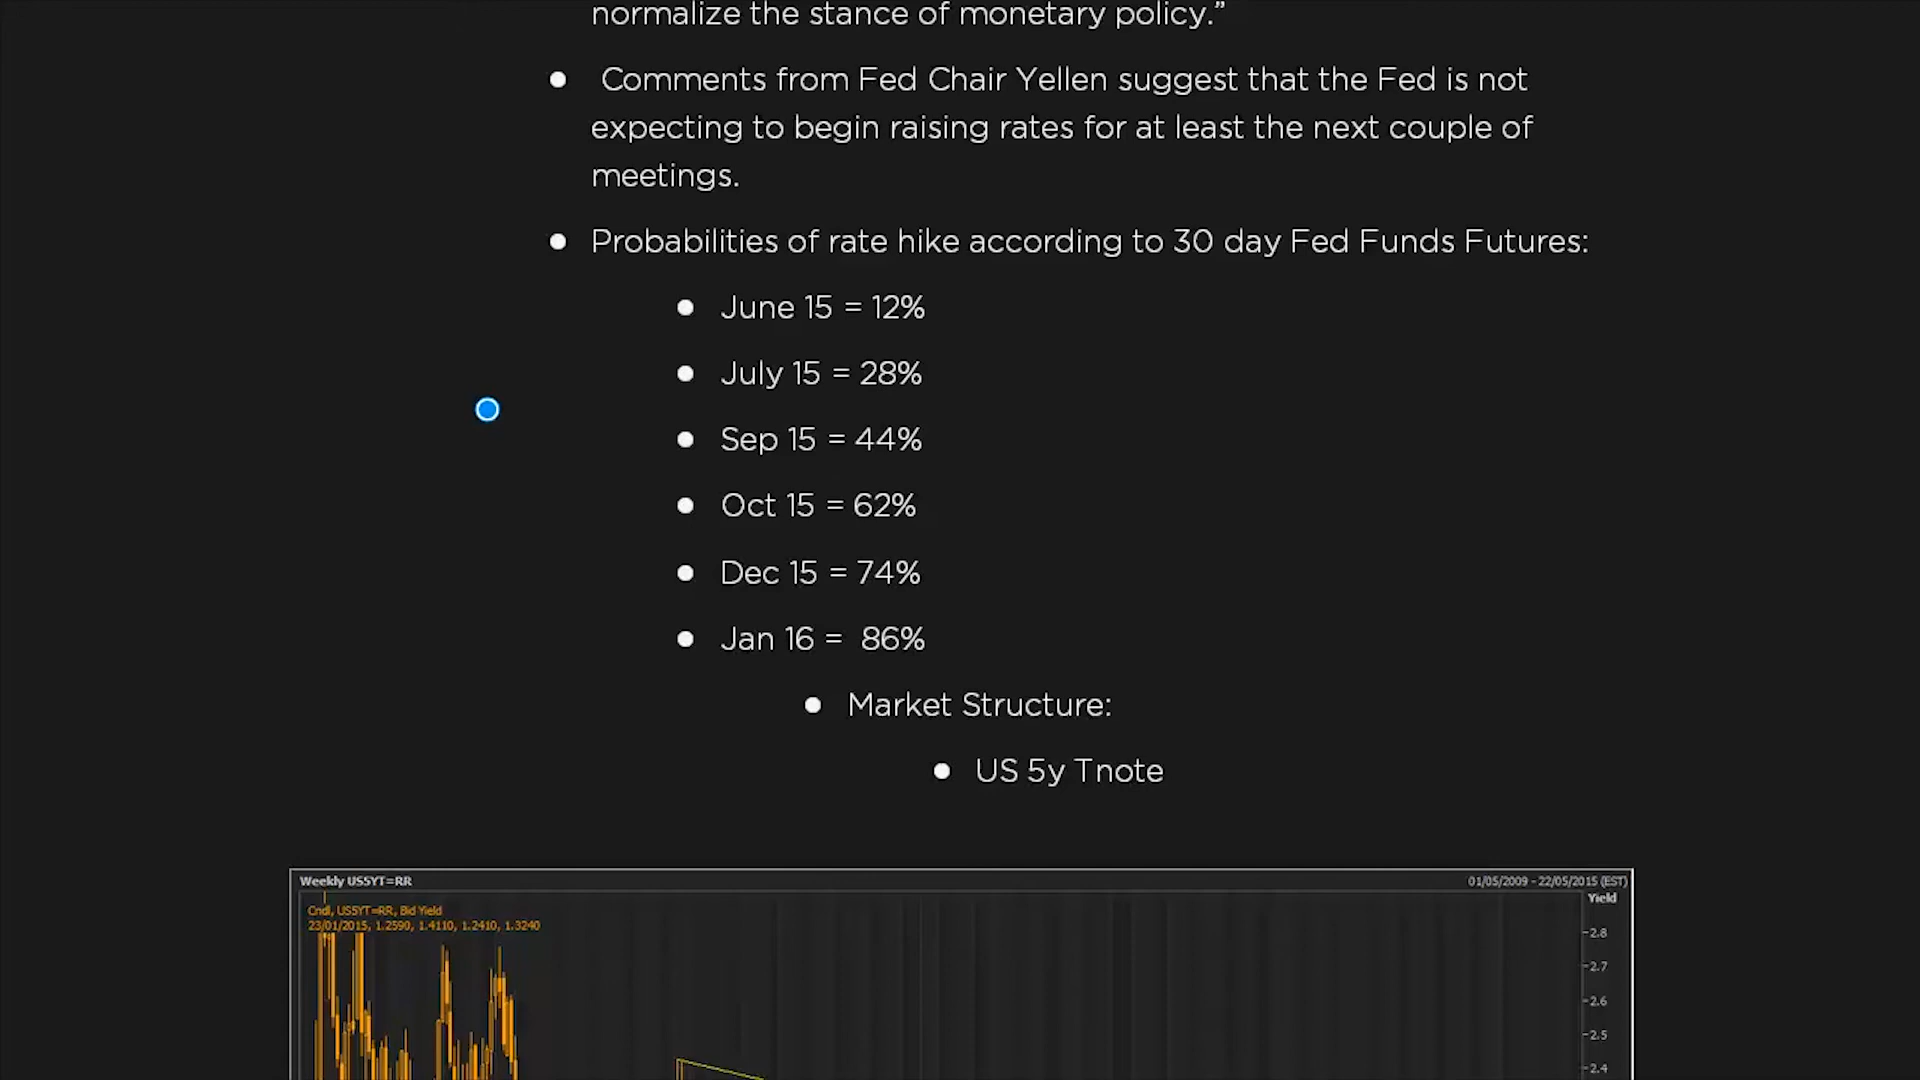 normalize the stance of monetary policy.”
Comments from Fed Chair Yellen suggest that the Fed is not
expecting to begin raising rates for at least the next couple of
meetings.
Probabilities of rate hike according to 30 day Fed Funds Futures:
June 15 = 12%
July 15 = 28%
Sep 15 = 44%
Oct 15 = 62%
Dec 15 = 74%
Jan 16 =  86%
Market Structure:
US 5y Tnote
Weekly US5YT=RR
01/05/2009 - 22/05/2015 (EST)
Yield
Cndl, US5YT=RR, Bid Yield
23/01/2015, 1.2590, 1.4110, 1.2410, 1.3240
2.8
2.7
2.6
2.5
2.4